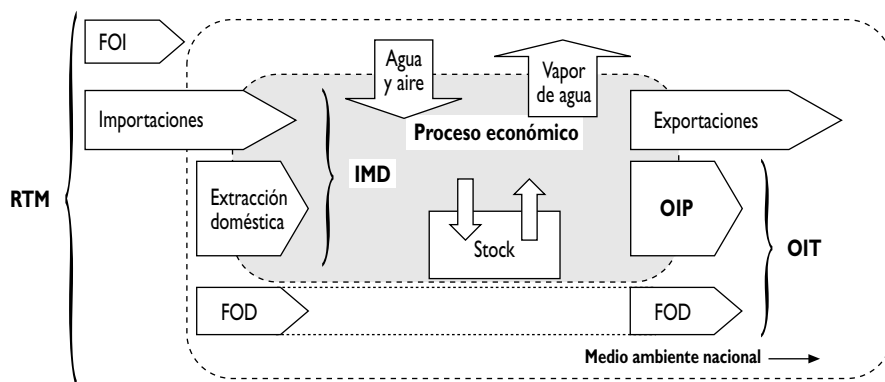 FOI
Agua
y aire
Vapor
de agua
Importaciones
Proceso económico
Exportaciones
RTM
IMD
Extracción
doméstica
OIP
Stock
OIT
FOD
FOD
Medio ambiente nacional